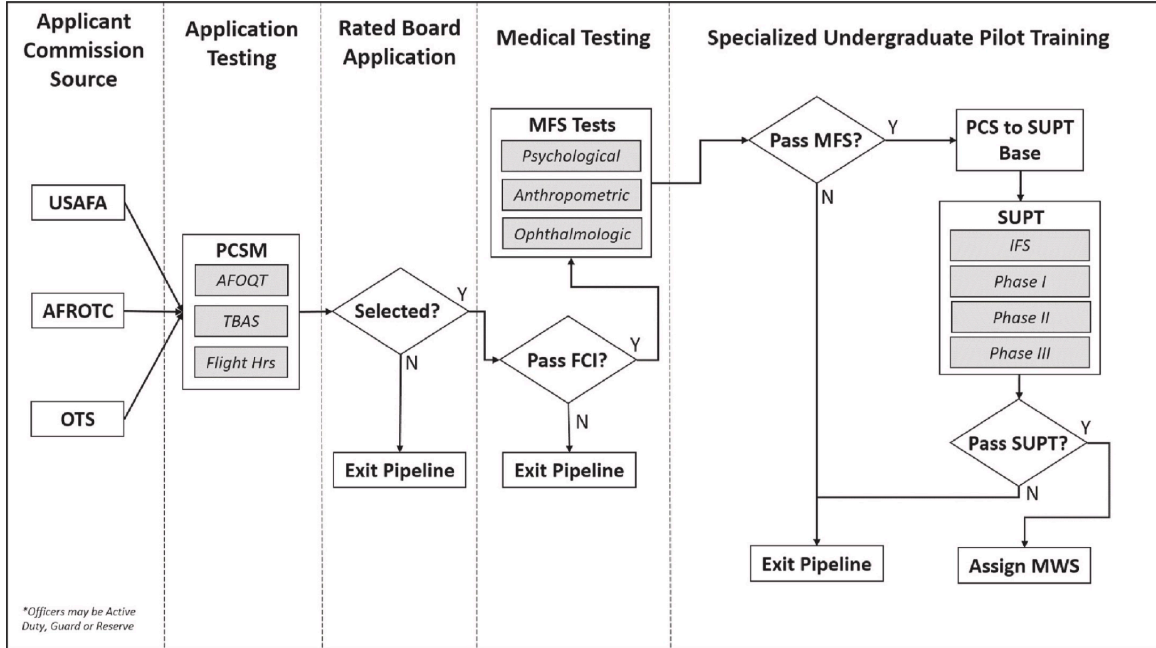 Applicant
Commission
Source
Application
Testing
Rated Board
Application
Medical Testing
Specialized Undergraduate Pilot Training
USAFA
AFROTC
OTS
*Officers may be Active
Duty, Guard or Reserve
PCSM
AFOQT
TBAS
Flight Hrs
Selected?
Y
N
Exit Pipeline
MFS Tests
Psychological
Anthropometric
Ophthalmologic
Pass FCI?
Y
N
Exit Pipeline
Pass MFS?
Y
N
PCS to SUPT
Base
SUPT
IFS
Phase I
Phase II
Phase III
Pass SUPT?
Y
N
Exit Pipeline
Assign MWS